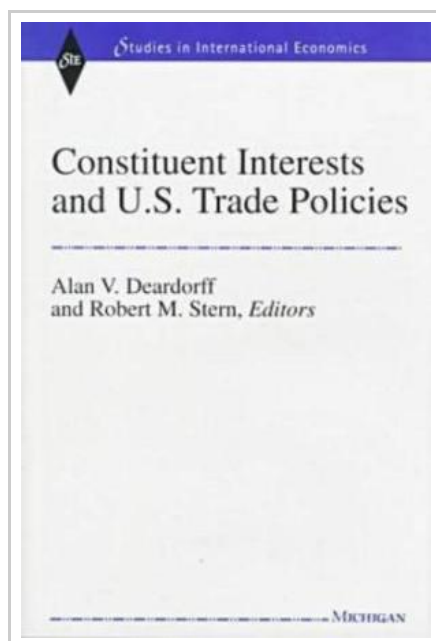 Studies in International Economics
SIE
Constituent Interests
and U.S. Trade Policies
Alan V. Deardorff
and Robert M. Stern, Editors
MICHIGAN